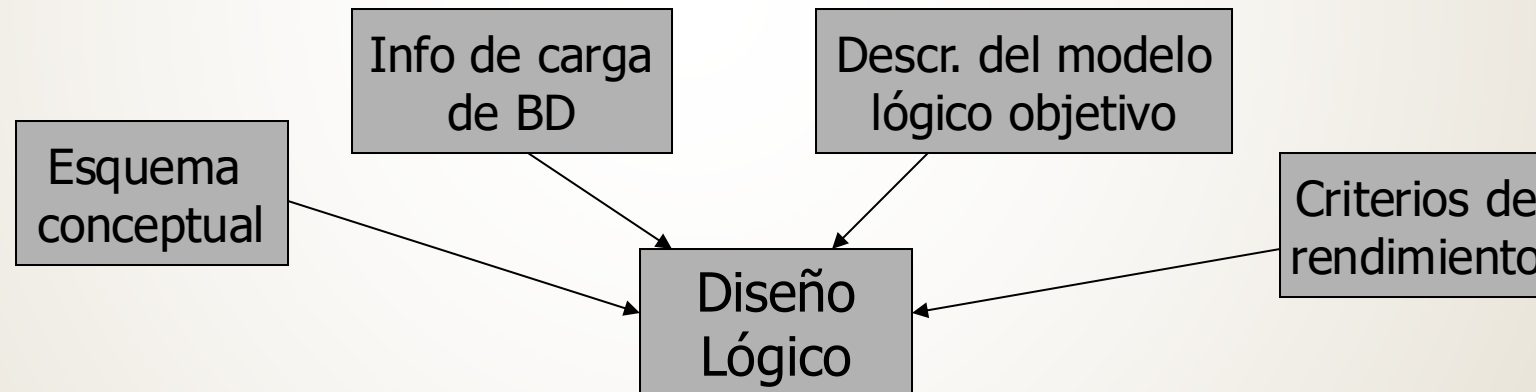 Info de carga
de BD
Descr. del modelo
lógico objetivo
Esquema
conceptual
Criterios de
rendimiento
Diseño
Lógico